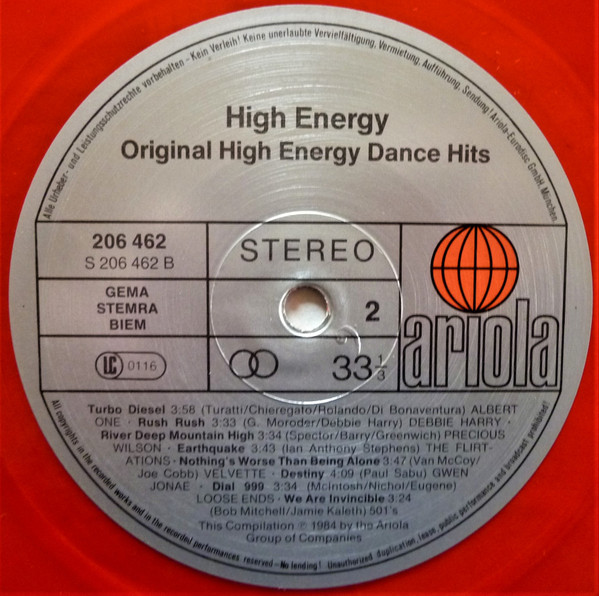 Alle Urheber- und Leistungsschutzrechte vorbehalten - Kein Verleih! Keine unerlaubte Vervielfältigung, Vermietung, Aufführung, Sendung! Ariola-Eurodisc GmbH, München.
High Energy
Original High Energy Dance Hits
206 462
S 206 462 B
STEREO
GEMA
STEMRA
BIEM
2
ariola
LC 0116
33 1/3
Turbo Diesel 3:58 (Turatti/Chieregato/Rolando/Di Bonaventura) ALBERT
ONE · Rush Rush 3:33 (G. Moroder/Debbie Harry) DEBBIE HARRY ·
River Deep Mountain High 3:34 (Spector/Barry/Greenwich) PRECIOUS
WILSON · Earthquake 3:43 (Ian Anthony Stephens) THE FLIRT-
ATIONS · Nothing's Worse Than Being Alone 3:47 (Van McCoy/
Joe Cobb) VELVETTE · Destiny 4:09 (Paul Sabu) GWEN
JONAE · Dial 999 3:34 (McIntosh/Nichol/Eugene)
LOOSE ENDS · We Are Invincible 3:24
(Bob Mitchell/Jamie Kaleth) 501's
This Compilation ℗ 1984 by the Ariola
Group of Companies
All copyrights in the recorded works and in the recorded performances reserved – No lending! Unauthorized duplication, lease, public performance and broadcast prohibited.